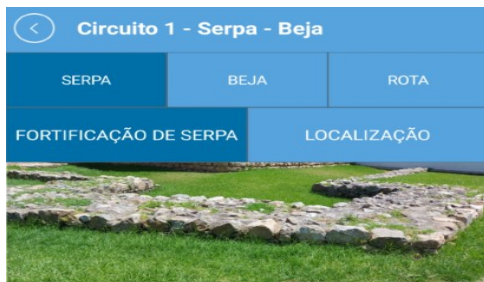 Circuito 1 - Serpa - Beja
SERPA BEJA ROTA
FORTIFICAÇÃO DE SERPA LOCALIZAÇÃO